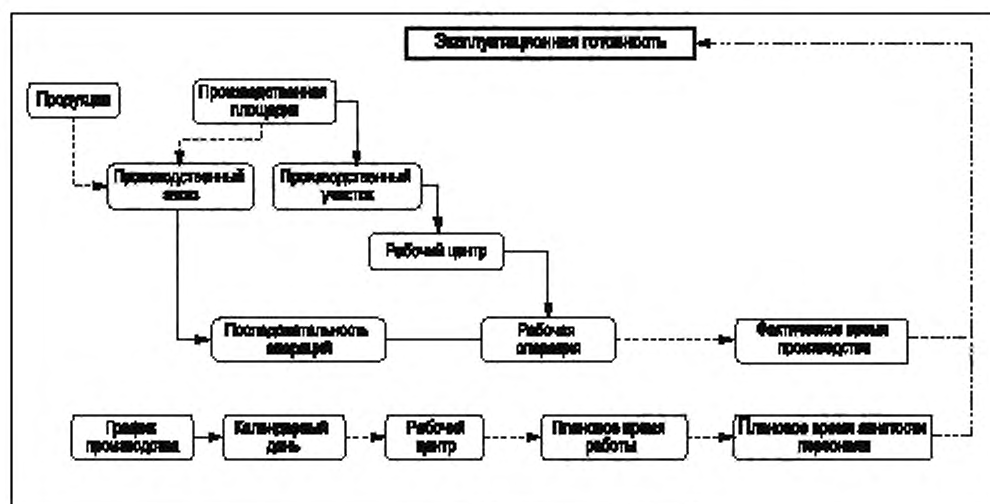 Эксплуатационная готовность
Продукция
Производственная
площадка
Производственный
заказ
Производственный
участок
Рабочий центр
Последовательность
операций
Рабочая
операция
Фактическое время
производства
График
производства
Календарный
день
Рабочий
центр
Плановое время
работы
Плановое время занятости
персонала